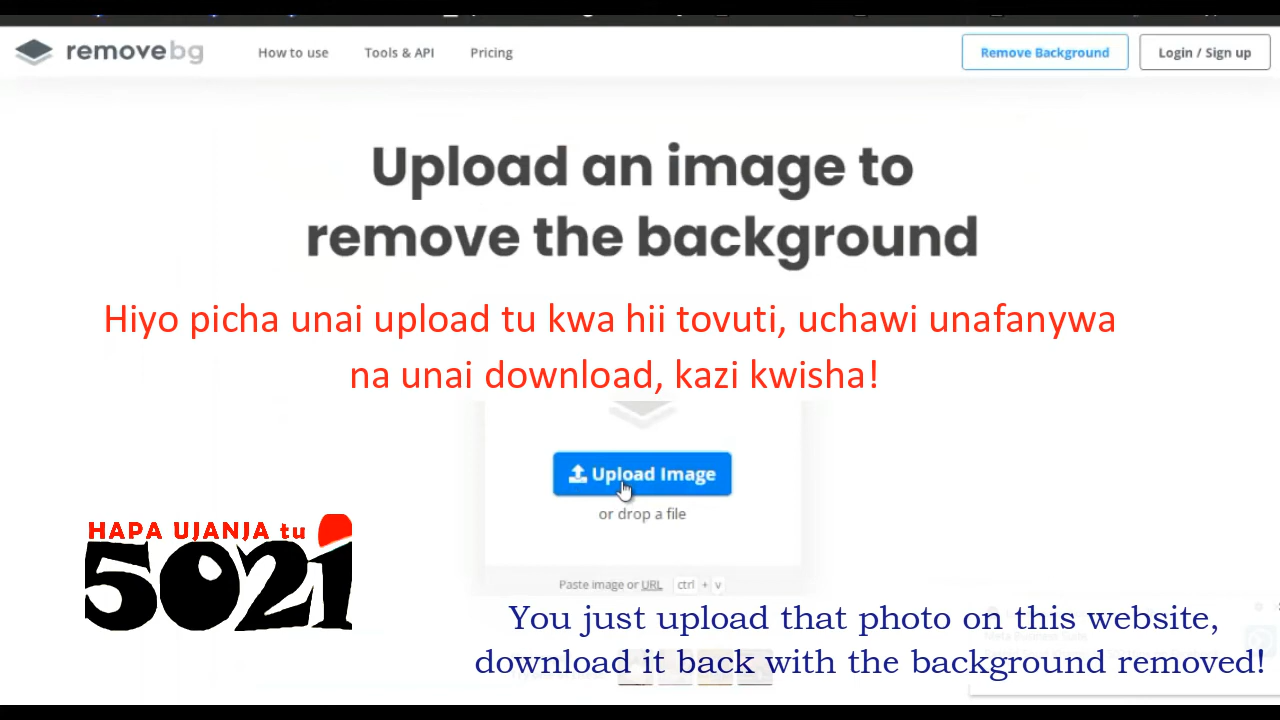 removebg How to use Tools & API Pricing Remove Background Login / Sign up
Upload an image to
remove the background
Hiyo picha unai upload tu kwa hii tovuti, uchawi unafanywa
na unai download, kazi kwisha!
Upload Image
or drop a file
HAPA UJANJA tu
5021
Paste image or URL ctrl + v
You just upload that photo on this website,
download it back with the background removed!